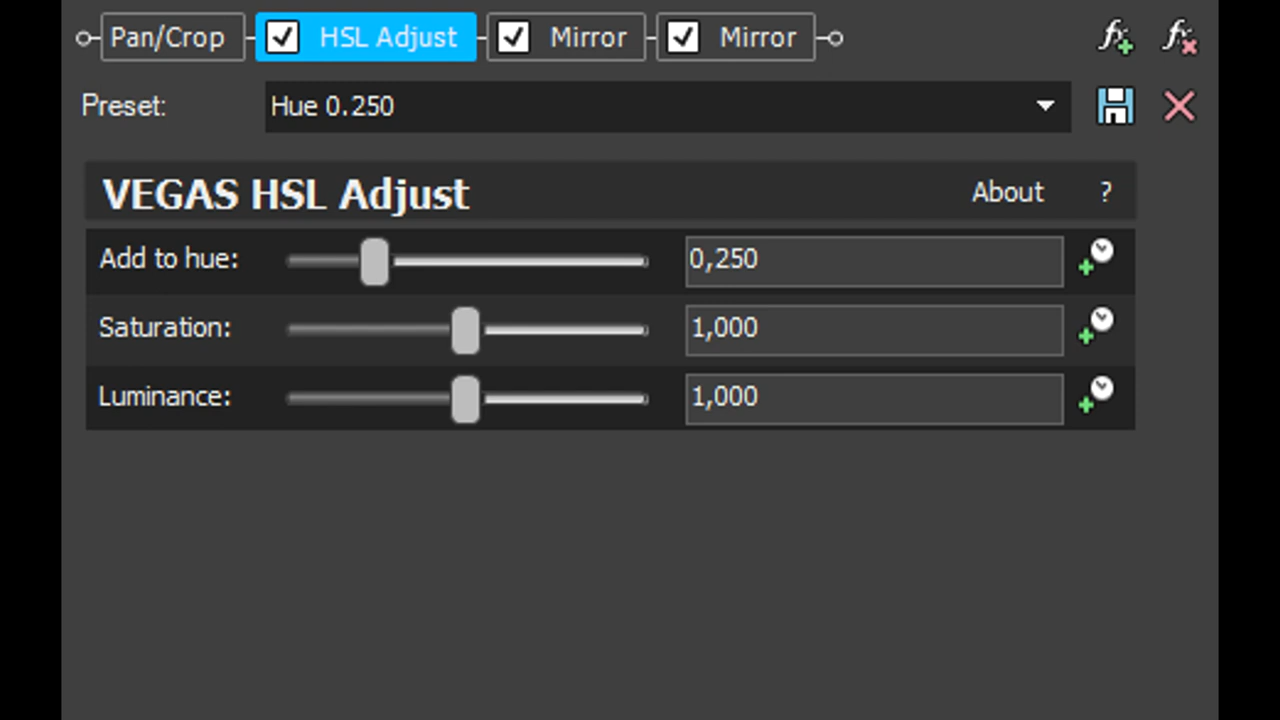 Pan/Crop HSL Adjust Mirror Mirror
Preset: Hue 0.250
VEGAS HSL Adjust About ?
Add to hue: 0,250
Saturation: 1,000
Luminance: 1,000